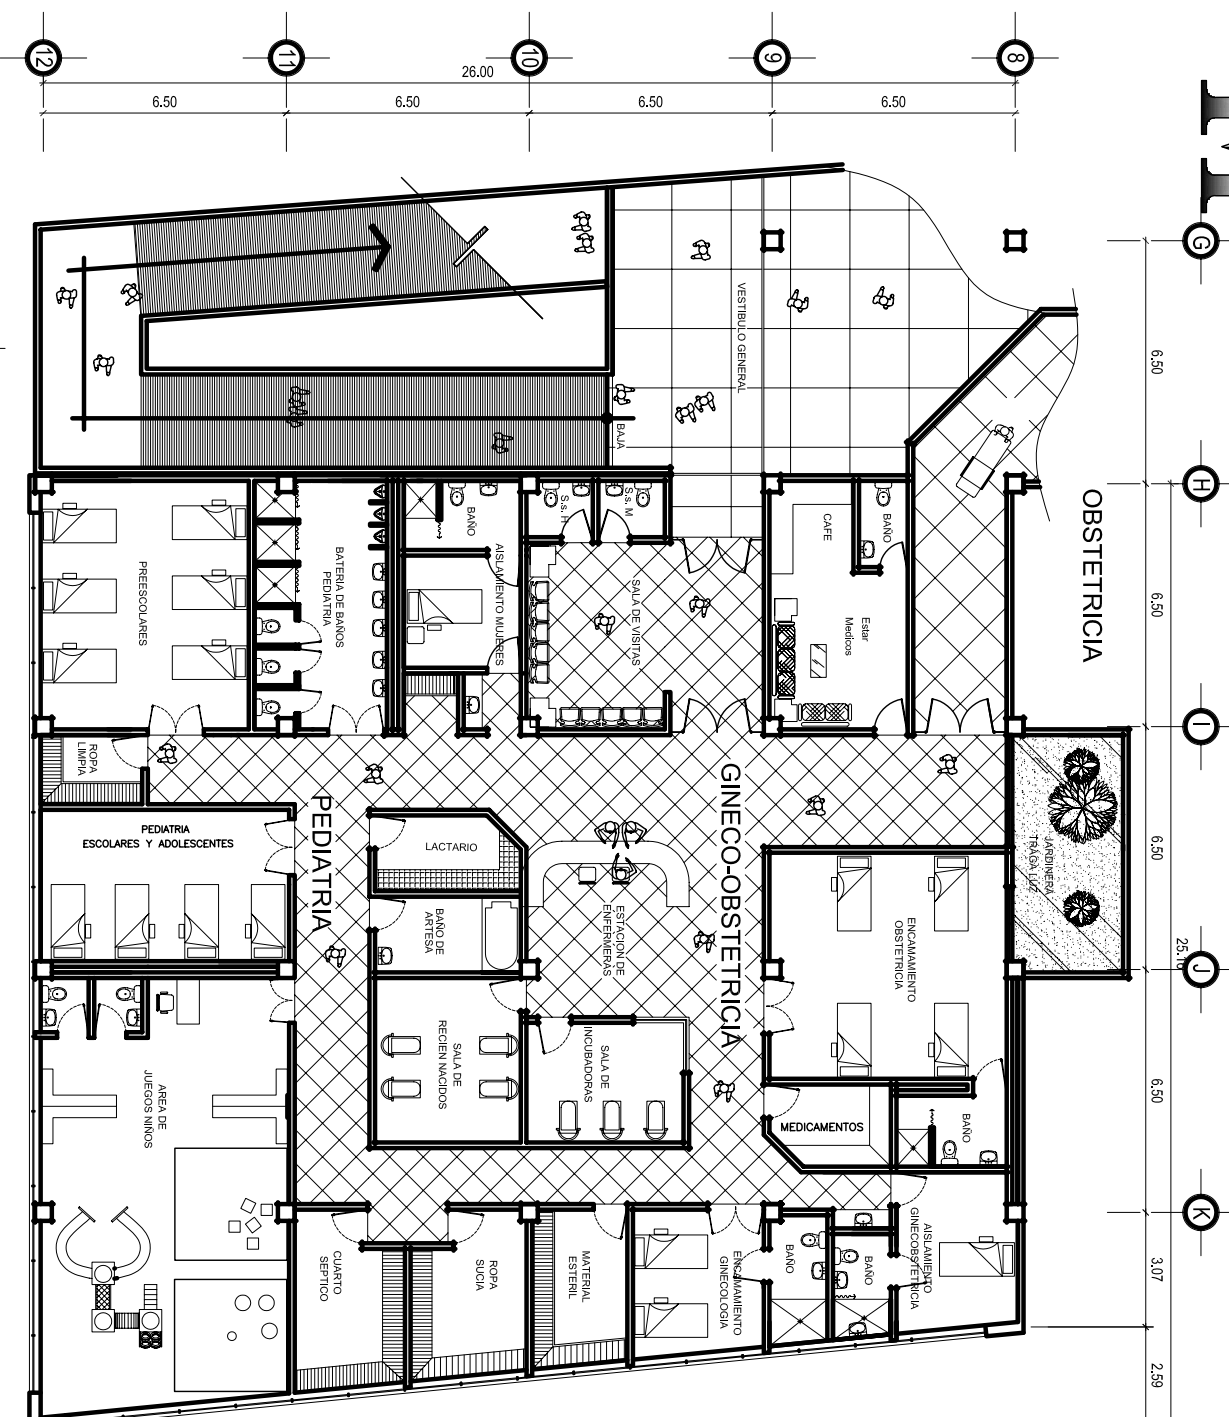 12
11
10
9
8
26.00
6.50
6.50
6.50
6.50
G
H
I
J
K
6.50
6.50
6.50
6.50
3.07
2.59
OBSTETRICIA
VESTIBULO GENERAL
BAJA
PREESCOLARES
BATERIA DE BAÑOS
PEDIATRIA
BAÑO
AISLAMIENTO MUJERES
S.s. H
S.s. M
SALA DE VISITAS
CAFE
BAÑO
Estar
Medicos
ROPA
LIMPIA
PEDIATRIA
ESCOLARES Y ADOLESCENTES
PEDIATRIA
LACTARIO
BAÑO DE
ARTESA
ESTACION DE
ENFERMERAS
GINECO-OBSTETRICIA
ENCAMAMIENTO
OBSTETRICIA
JARDINERA
TRAGA LUZ
SALA DE
RECIEN NACIDOS
SALA DE
INCUBADORAS
MEDICAMENTOS
BAÑO
AREA DE
JUEGOS NIÑOS
CUARTO
SEPTICO
ROPA
SUCIA
MATERIAL
ESTERIL
ENCAMAMIENTO
GINECOLOGIA
BAÑO
BAÑO
AISLAMIENTO
GINECOBSTETRICIA